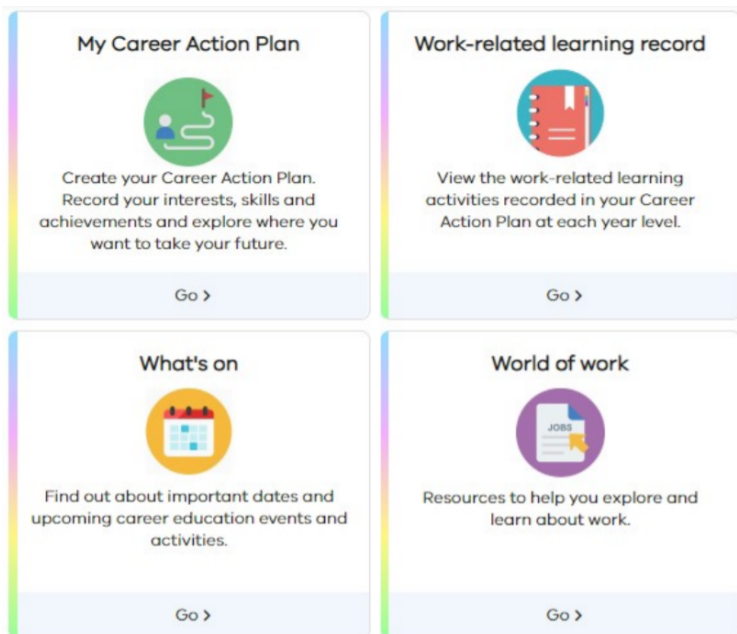 My Career Action Plan
Create your Career Action Plan.
Record your interests, skills and
achievements and explore where you
want to take your future.
Go >
Work-related learning record
View the work-related learning
activities recorded in your Career
Action Plan at each year level.
Go >
What's on
Find out about important dates and
upcoming career education events and
activities.
Go >
World of work
JOBS
Resources to help you explore and
learn about work.
Go >